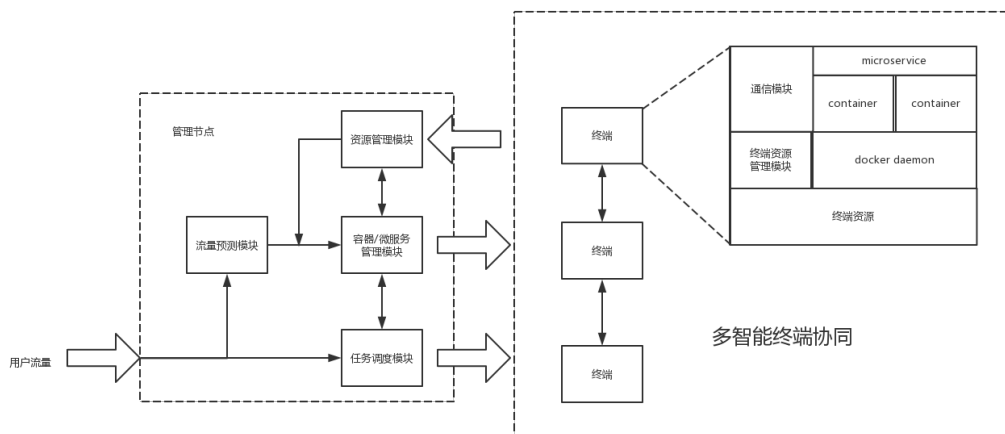 管理节点
资源管理模块
流量预测模块
容器/微服务
管理模块
用户流量
任务调度模块
终端
终端
终端
通信模块
microservice
container
container
终端资源
管理模块
docker daemon
终端资源
多智能终端协同